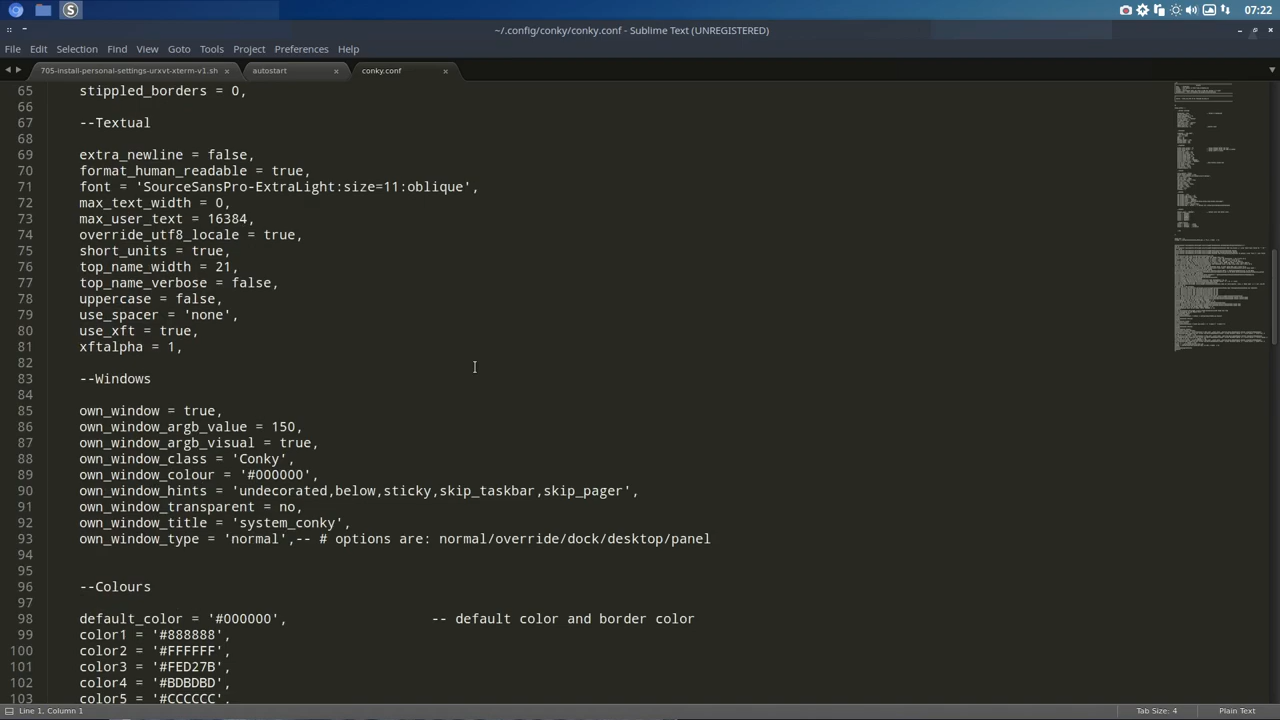 07:22
~/.config/conky/conky.conf - Sublime Text (UNREGISTERED)
File Edit Selection Find View Goto Tools Project Preferences Help
705-install-personal-settings-urxvt-xterm-v1.sh × autostart × conky.conf ×
65 stippled_borders = 0,
66
67 --Textual
68
69 extra_newline = false,
70 format_human_readable = true,
71 font = 'SourceSansPro-ExtraLight:size=11:oblique',
72 max_text_width = 0,
73 max_user_text = 16384,
74 override_utf8_locale = true,
75 short_units = true,
76 top_name_width = 21,
77 top_name_verbose = false,
78 uppercase = false,
79 use_spacer = 'none',
80 use_xft = true,
81 xftalpha = 1,
82
83 --Windows
84
85 own_window = true,
86 own_window_argb_value = 150,
87 own_window_argb_visual = true,
88 own_window_class = 'Conky',
89 own_window_colour = '#000000',
90 own_window_hints = 'undecorated,below,sticky,skip_taskbar,skip_pager',
91 own_window_transparent = no,
92 own_window_title = 'system_conky',
93 own_window_type = 'normal',-- # options are: normal/override/dock/desktop/panel
94
95
96 --Colours
97
98 default_color = '#000000', -- default color and border color
99 color1 = '#888888',
100 color2 = '#FFFFFF',
101 color3 = '#FED27B',
102 color4 = '#BDBDBD',
103 color5 = '#CCCCCC',
Line 1, Column 1 Tab Size: 4 Plain Text